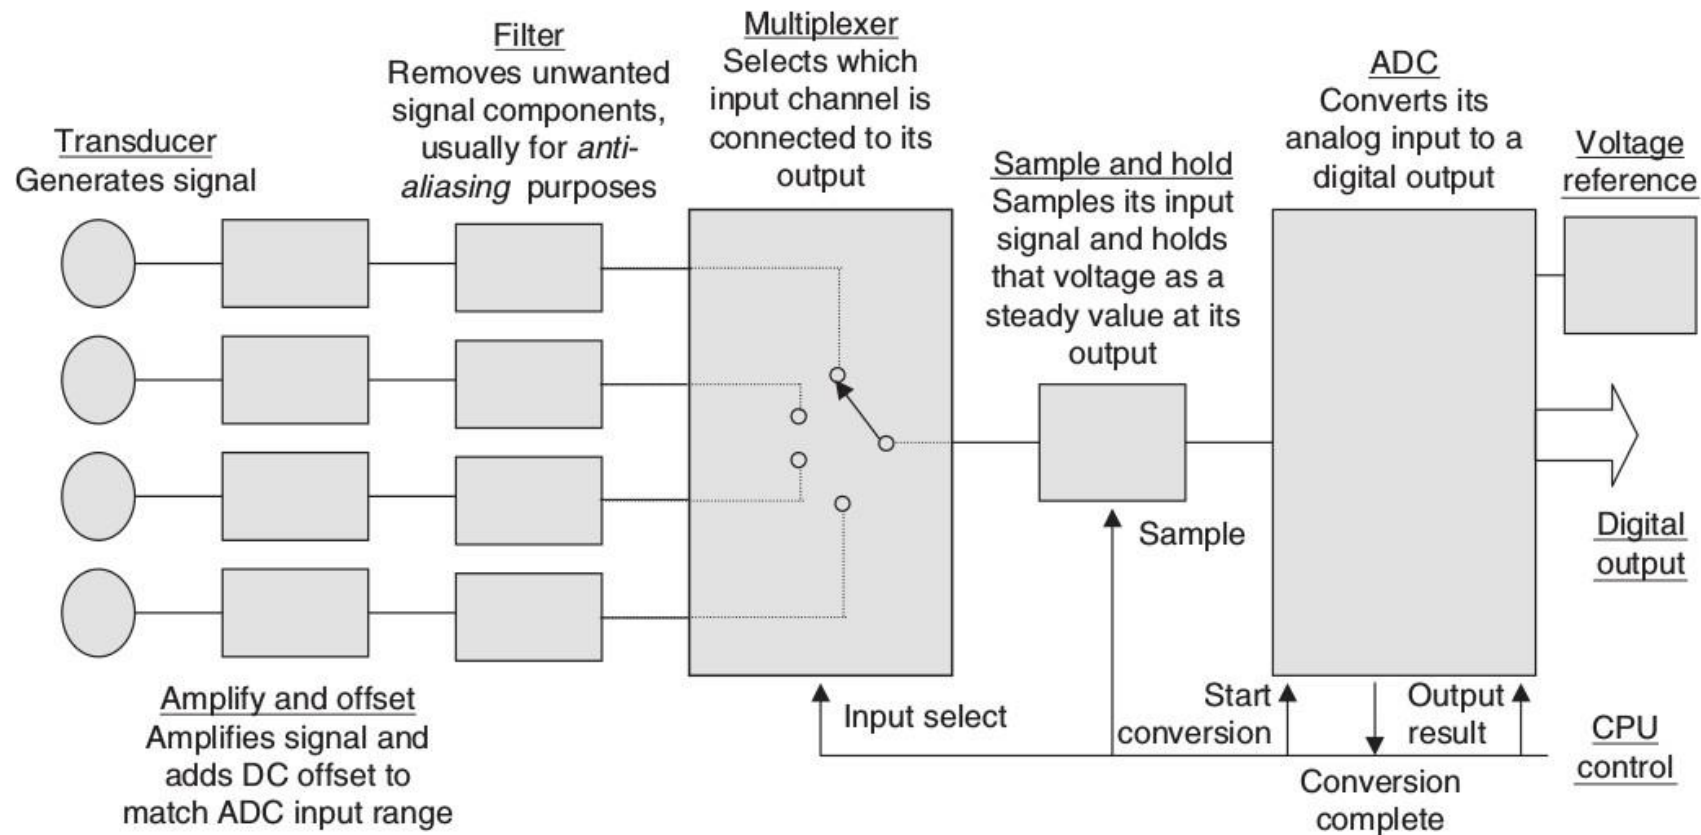 Transducer
Generates signal
Filter
Removes unwanted
signal components,
usually for anti-
aliasing purposes
Multiplexer
Selects which
input channel is
connected to its
output
Sample and hold
Samples its input
signal and holds
that voltage as a
steady value at its
output
ADC
Converts its
analog input to a
digital output
Voltage
reference
Sample
Digital
output
Amplify and offset
Amplifies signal and
adds DC offset to
match ADC input range
Input select
Start
conversion
Output
result
Conversion
complete
CPU
control